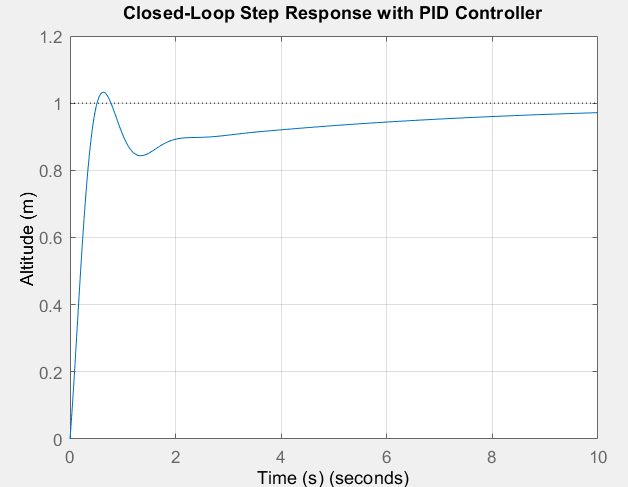 Closed-Loop Step Response with PID Controller
1.2
1
0.8
0.6
0.4
0.2
0
Altitude (m)
0 2 4 6 8 10
Time (s) (seconds)